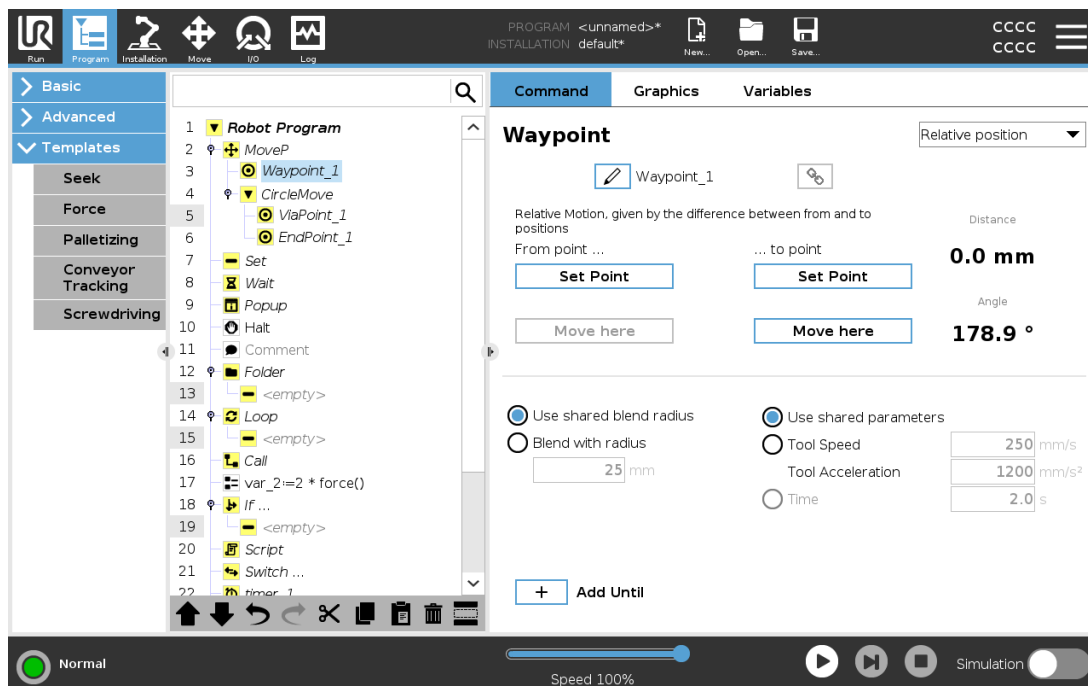 PROGRAM <unnamed>*
INSTALLATION default*
CCCC
CCCC
Run Program Installation Move I/O Log New... Open... Save...
Basic
Advanced
Templates
Seek
Force
Palletizing
Conveyor
Tracking
Screwdriving
1 Robot Program
2 MoveP
3 Waypoint_1
4 CircleMove
5 ViaPoint_1
6 EndPoint_1
7 Set
8 Wait
9 Popup
10 Halt
11 Comment
12 Folder
13 <empty>
14 Loop
15 <empty>
16 Call
17 var_2:=2 * force()
18 If ...
19 <empty>
20 Script
21 Switch ...
22 timer_1
Command Graphics Variables
Waypoint
Relative position
Waypoint_1
Relative Motion, given by the difference between from and to
positions
From point ... ... to point
Set Point Set Point
Move here Move here
Distance
0.0 mm
Angle
178.9 °
Use shared blend radius
Blend with radius
25 mm
Use shared parameters
Tool Speed 250 mm/s
Tool Acceleration 1200 mm/s²
Time 2.0 s
+ Add Until
Normal
Speed 100%
Simulation